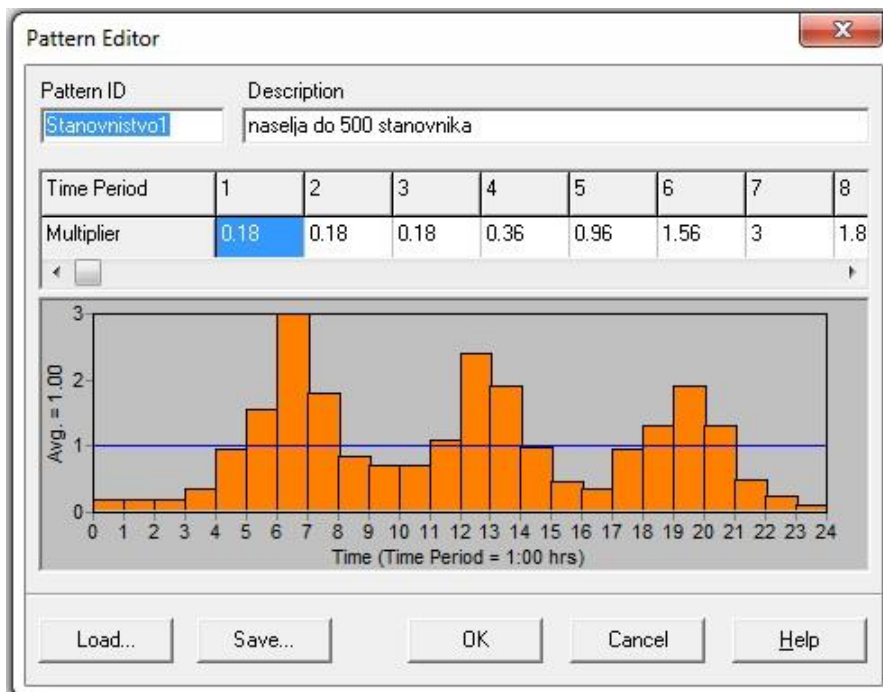 Pattern Editor
Pattern ID Description
Stanovnistvo1 naselja do 500 stanovnika
Time Period 1 2 3 4 5 6 7 8
Multiplier 0.18 0.18 0.18 0.36 0.96 1.56 3 1.8
3
2
1
0
Avg. = 1.00
0 1 2 3 4 5 6 7 8 9 10 11 12 13 14 15 16 17 18 19 20 21 22 23 24
Time (Time Period = 1:00 hrs)
Load... Save... OK Cancel Help